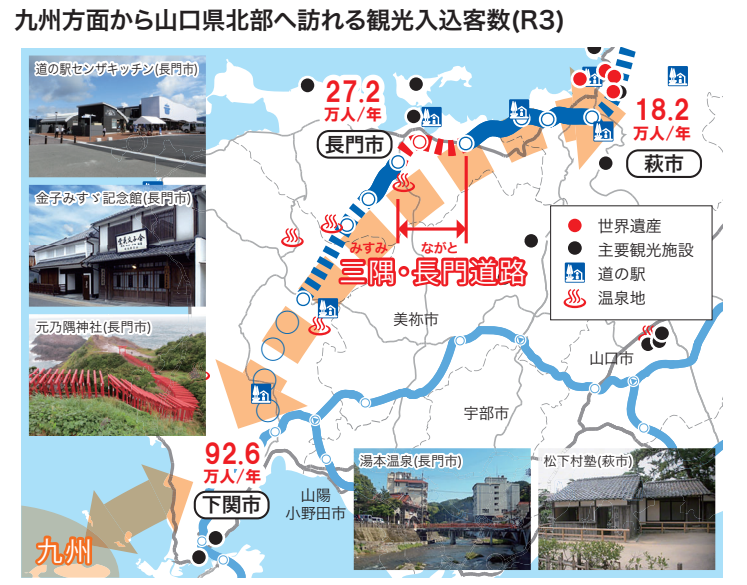 九州方面から山口県北部へ訪れる観光入込客数(R3)
道の駅センザキッチン(長門市)
27.2
万人/年
長門市
18.2
万人/年
萩市
金子みすゞ記念館(長門市)
みすみ ながと
三隅・長門道路
世界遺産
主要観光施設
道の駅
温泉地
元乃隅神社(長門市)
美祢市
山口市
宇部市
92.6
万人/年
下関市
山陽
小野田市
湯本温泉(長門市)
松下村塾(萩市)
九州